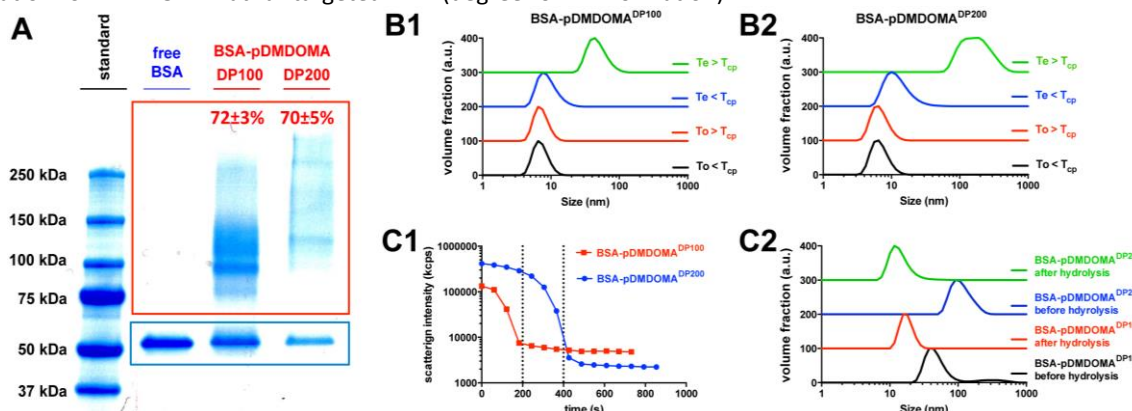 A
standard
free
BSA
BSA-pDMDOMA
DP100 DP200
72±3% 70±5%
250 kDa
150 kDa
100 kDa
75 kDa
50 kDa
37 kDa
B1
BSA-pDMDOMA^DP100
volume fraction (a.u.)
400
300
200
100
0
Te > Tcp
Te < Tcp
To > Tcp
To < Tcp
1 10 100 1000
Size (nm)
B2
BSA-pDMDOMA^DP200
volume fraction (a.u.)
400
300
200
100
0
Te > Tcp
Te < Tcp
To > Tcp
To < Tcp
1 10 100 1000
Size (nm)
C1
scatterign intensity (kcps)
1000000
100000
10000
1000
BSA-pDMDOMA^DP100
BSA-pDMDOMA^DP200
0 200 400 600 800 1000
time (s)
C2
volume fraction (a.u.)
400
300
200
100
0
BSA-pDMDOMA^DP2
after hydrolysis
BSA-pDMDOMA^DP2
before hdyrolysis
BSA-pDMDOMA^DP1
after hydrolysis
BSA-pDMDOMA^DP1
before hydrolysis
1 10 100 1000
Size (nm)